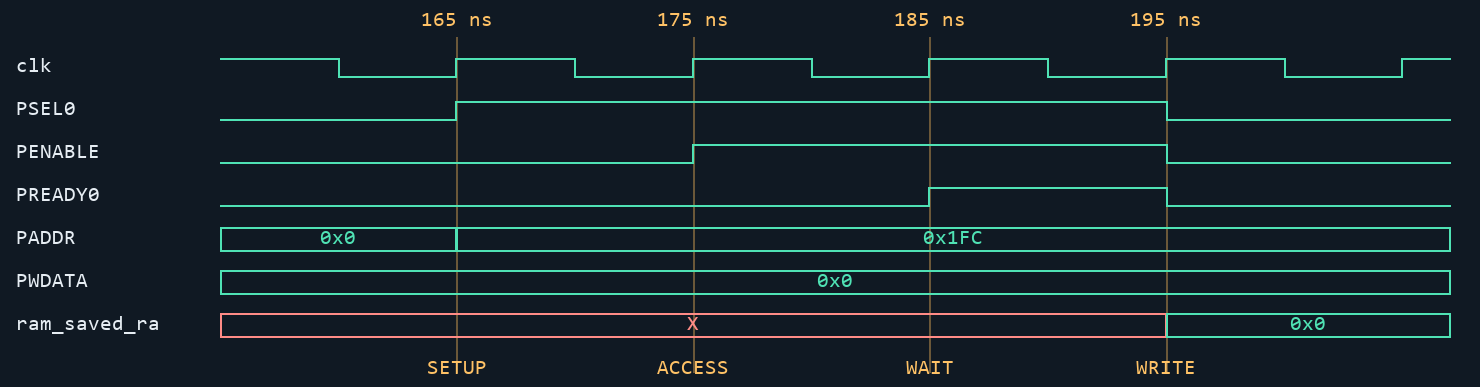 165 ns 175 ns 185 ns 195 ns
clk
PSEL0
PENABLE
PREADY0
PADDR 0x0 0x1FC
PWDATA 0x0
ram_saved_ra X 0x0
SETUP ACCESS WAIT WRITE